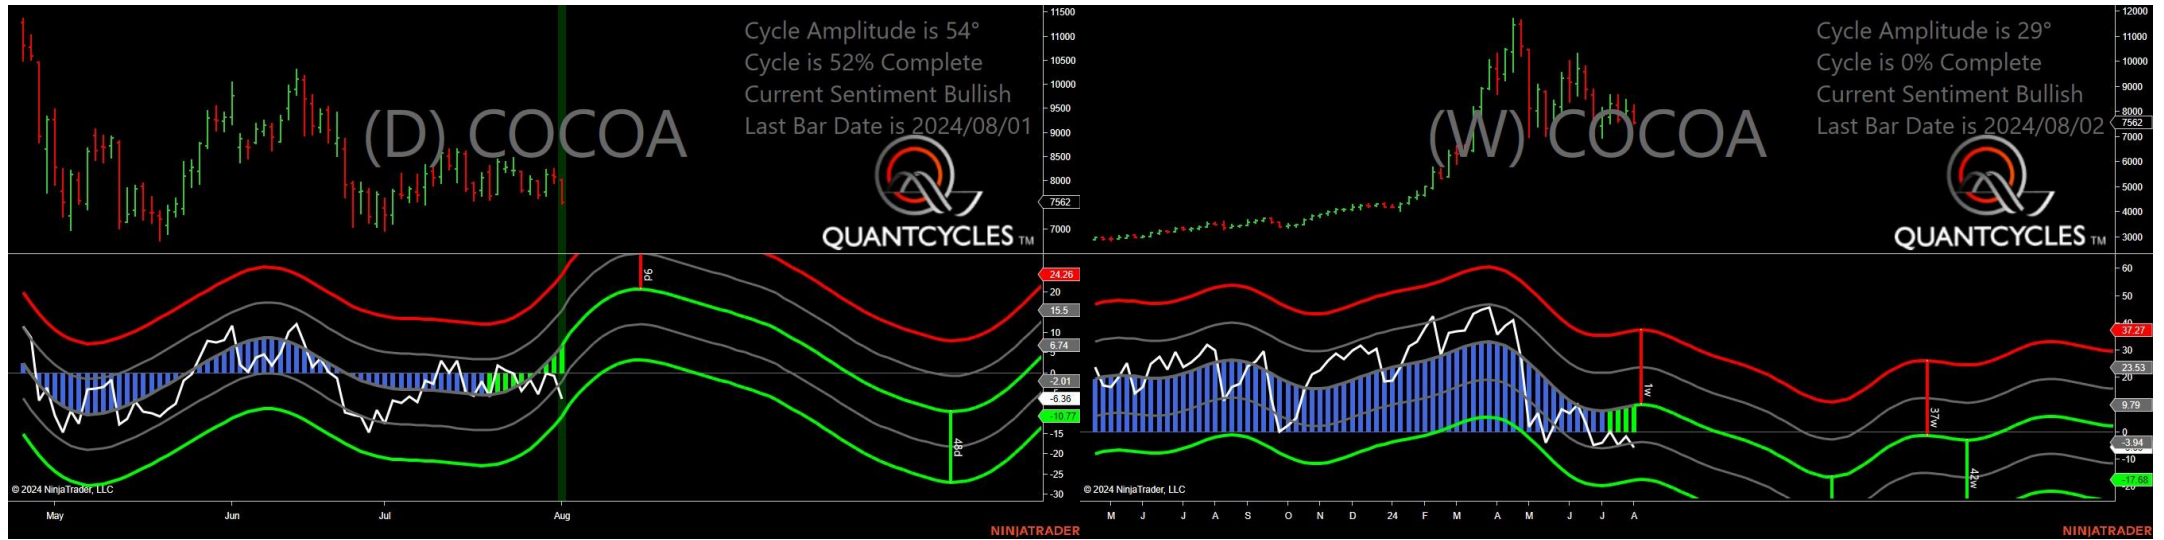 Cycle Amplitude is 54°
Cycle is 52% Complete
Current Sentiment Bullish
Last Bar Date is 2024/08/01
(D) COCOA
QUANTCYCLES TM
11500
11000
10500
10000
9500
9000
8500
8000
7562
7000
24.26
20
15.5
10
6.74
5
0
-2.01
-6.36
-10.77
-15
-20
-25
-30
9d
48d
© 2024 NinjaTrader, LLC
May Jun Jul Aug
NINJATRADER
Cycle Amplitude is 29°
Cycle is 0% Complete
Current Sentiment Bullish
Last Bar Date is 2024/08/02
(W) COCOA
QUANTCYCLES TM
12000
11000
10000
9000
8000
7562
7000
6000
5000
4000
3000
60
50
37.27
30
23.53
20
9.79
0
-3.94
-10
-17.68
1w
37w
42w
© 2024 NinjaTrader, LLC
M J J A S O N D 24 F M A M J J A
NINJATRADER